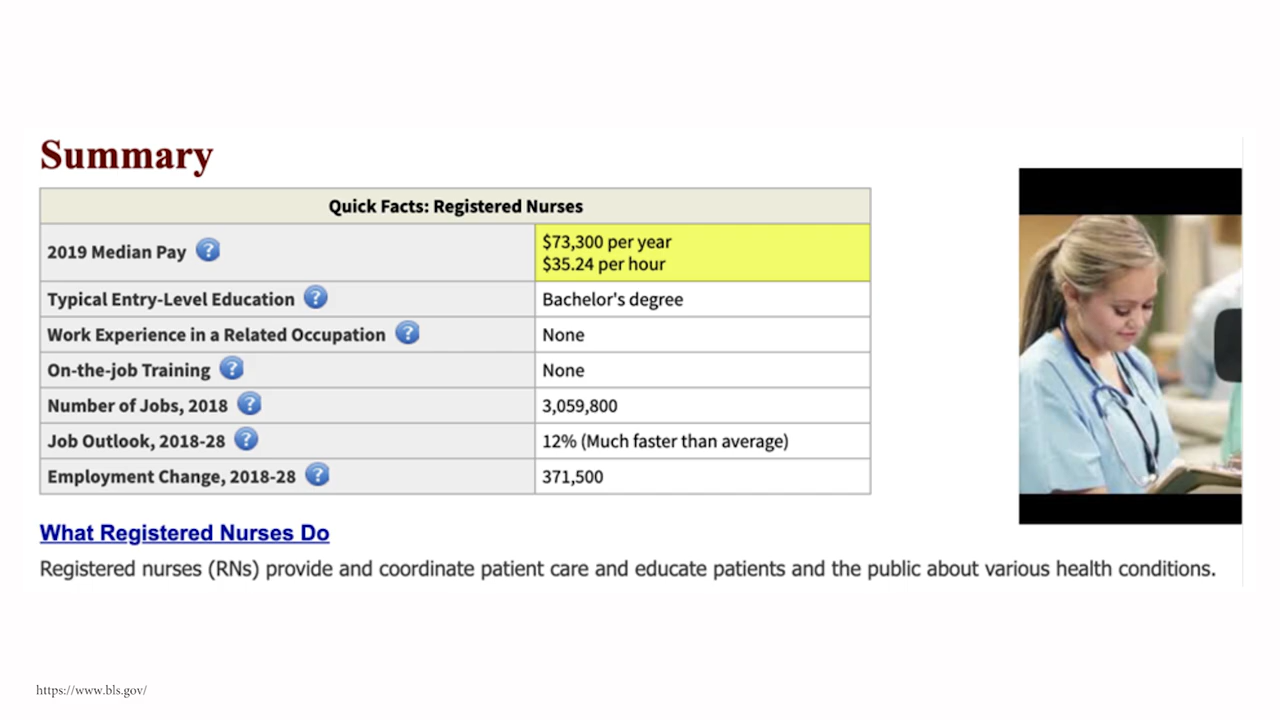 Summary
Quick Facts: Registered Nurses
2019 Median Pay ?
$73,300 per year
$35.24 per hour
Typical Entry-Level Education ?
Bachelor's degree
Work Experience in a Related Occupation ?
None
On-the-job Training ?
None
Number of Jobs, 2018 ?
3,059,800
Job Outlook, 2018-28 ?
12% (Much faster than average)
Employment Change, 2018-28 ?
371,500
What Registered Nurses Do
Registered nurses (RNs) provide and coordinate patient care and educate patients and the public about various health conditions.
https://www.bls.gov/